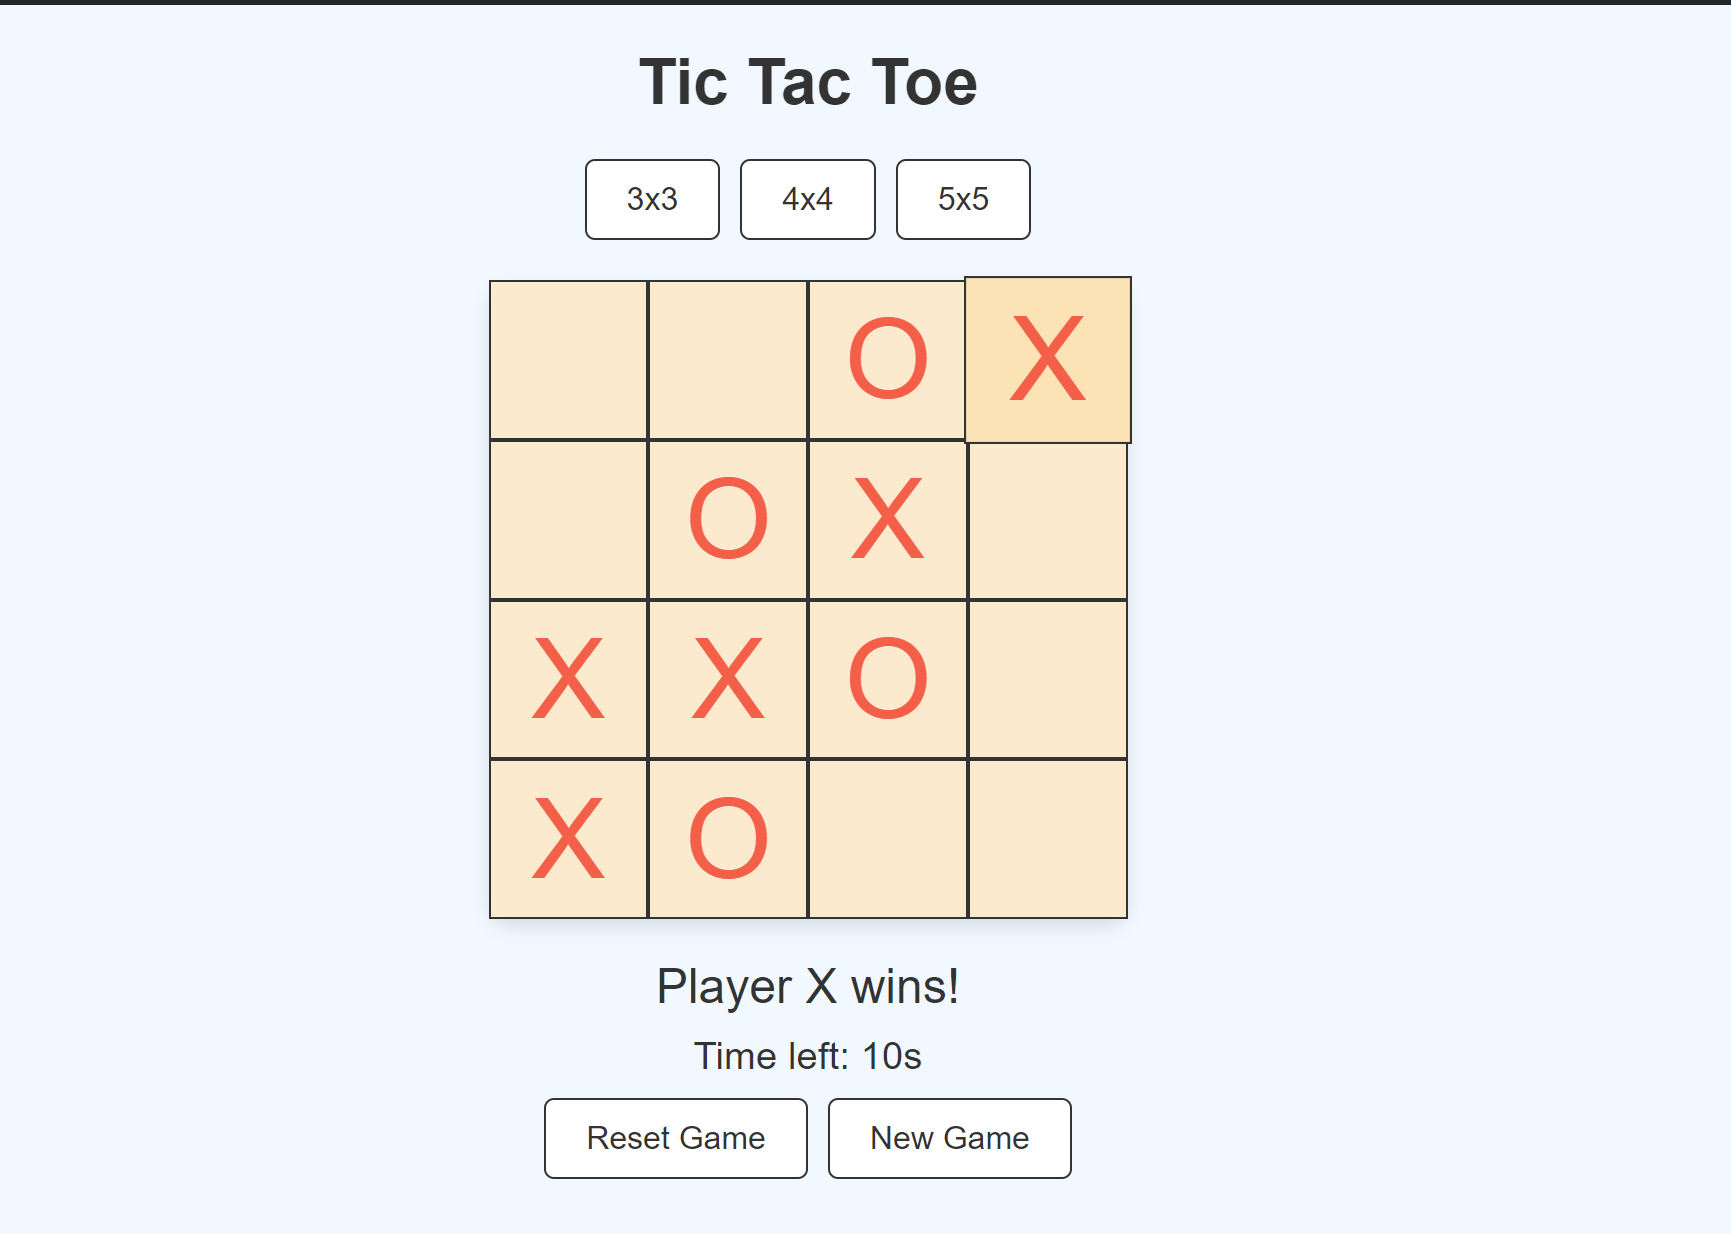 Tic Tac Toe
3x3 4x4 5x5
O X
O X
X X O
X O
Player X wins!
Time left: 10s
Reset Game New Game